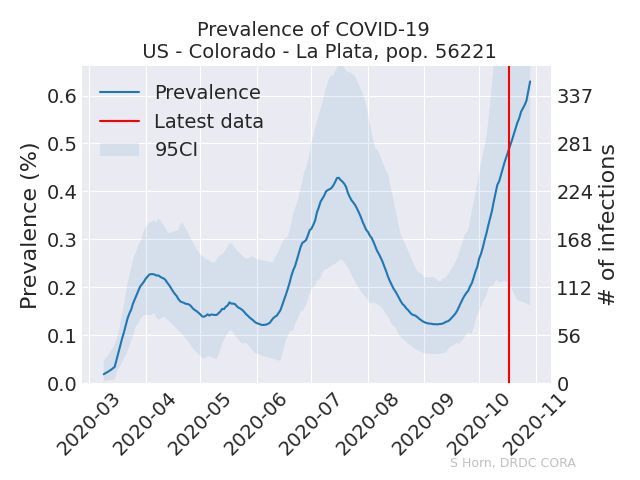 Prevalence of COVID-19
US - Colorado - La Plata, pop. 56221
Prevalence
Latest data
95CI
Prevalence (%)
0.6
0.5
0.4
0.3
0.2
0.1
0.0
337
281
224
168
112
56
0
# of infections
2020-03
2020-04
2020-05
2020-06
2020-07
2020-08
2020-09
2020-10
2020-11
S Horn, DRDC CORA